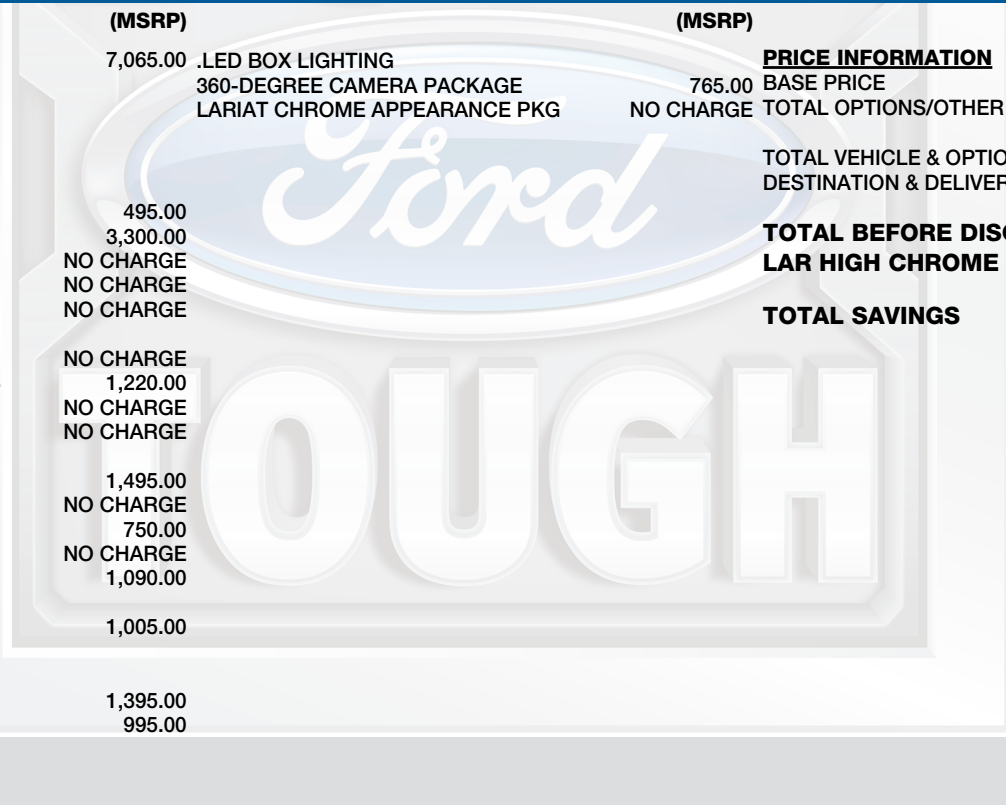 (MSRP)
7,065.00
495.00
3,300.00
NO CHARGE
NO CHARGE
NO CHARGE
NO CHARGE
1,220.00
NO CHARGE
NO CHARGE
1,495.00
NO CHARGE
750.00
NO CHARGE
1,090.00
1,005.00
1,395.00
995.00
(MSRP)
.LED BOX LIGHTING
360-DEGREE CAMERA PACKAGE 765.00
LARIAT CHROME APPEARANCE PKG NO CHARGE
PRICE INFORMATION
BASE PRICE
TOTAL OPTIONS/OTHER
TOTAL VEHICLE & OPTIO
DESTINATION & DELIVER
TOTAL BEFORE DISC
LAR HIGH CHROME
TOTAL SAVINGS
Ford
TOUGH